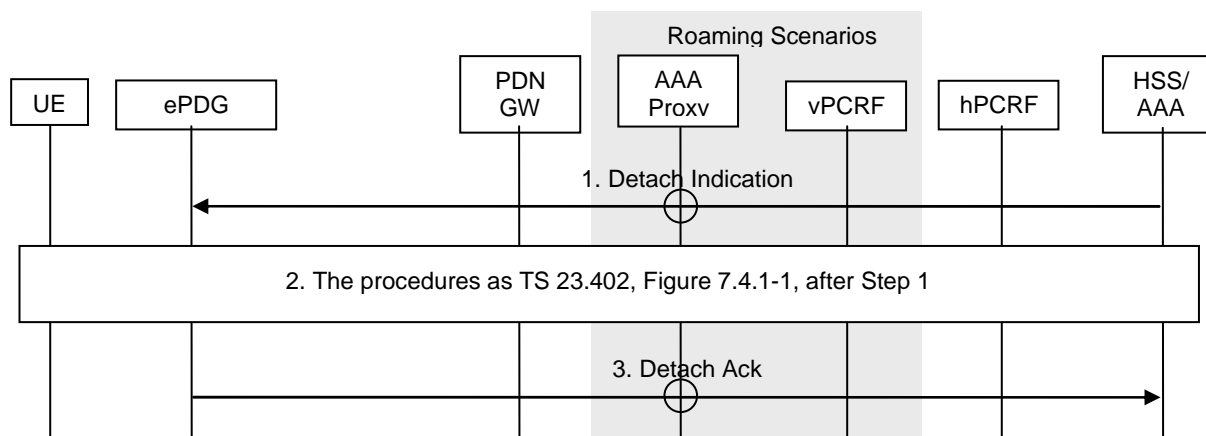 Roaming Scenarios
UE
ePDG
PDN
GW
AAA
Proxy
vPCRF
hPCRF
HSS/
AAA
1. Detach Indication
2. The procedures as TS 23.402, Figure 7.4.1-1, after Step 1
3. Detach Ack